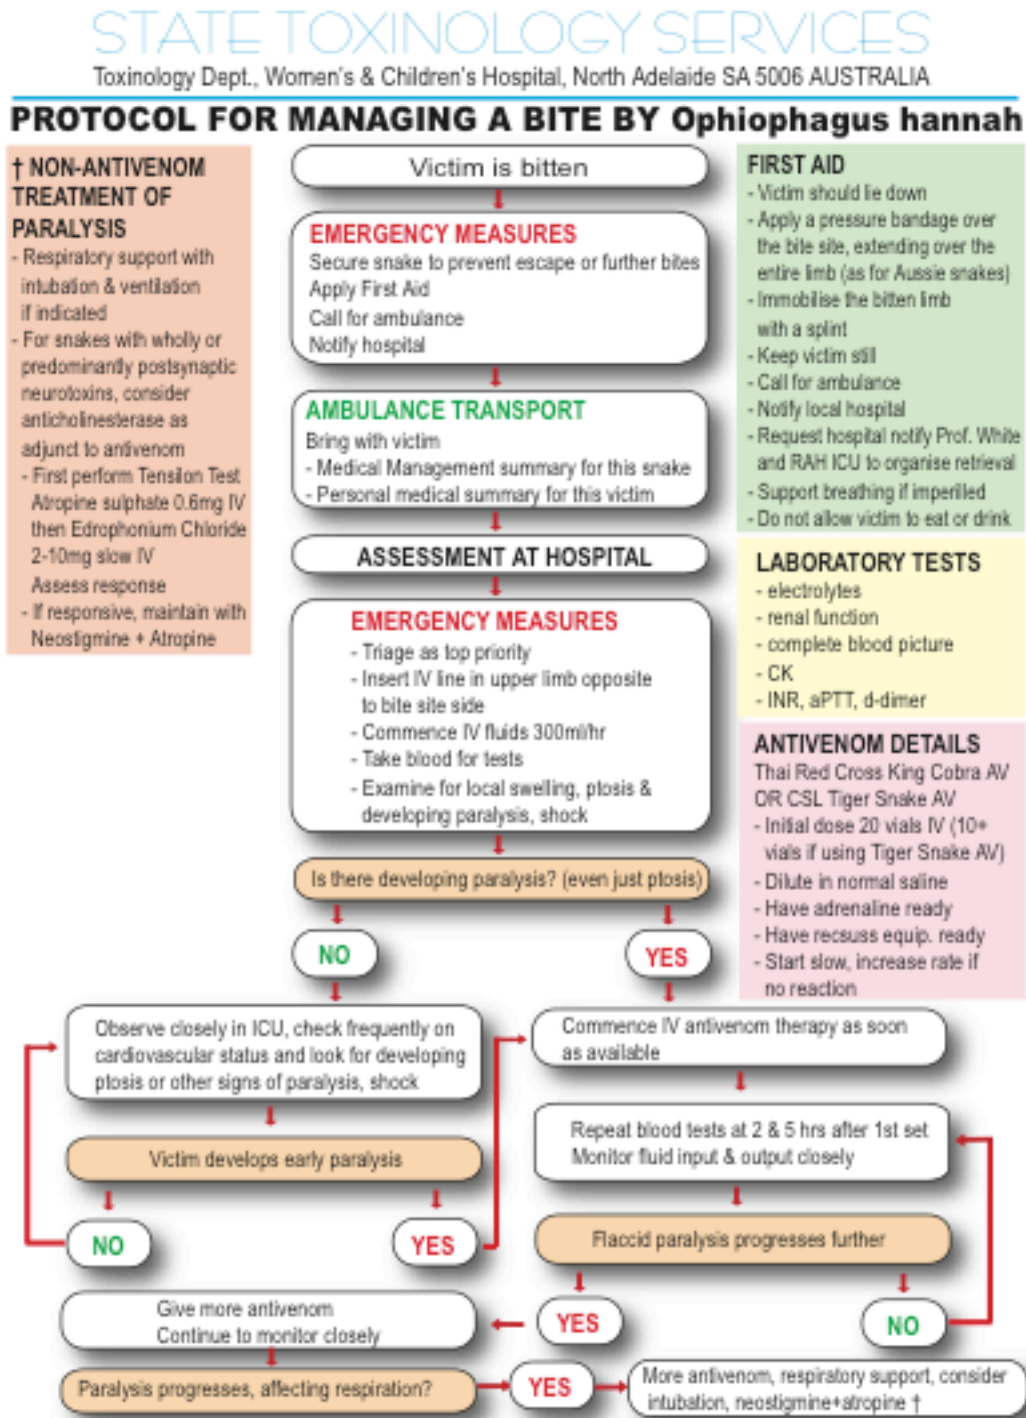 STATE TOXINOLOGY SERVICES
Toxinology Dept., Women's & Children's Hospital, North Adelaide SA 5006 AUSTRALIA
PROTOCOL FOR MANAGING A BITE BY Ophiophagus hannah
† NON-ANTIVENOM
TREATMENT OF
PARALYSIS
- Respiratory support with
intubation & ventilation
if indicated
- For snakes with wholly or
predominantly postsynaptic
neurotoxins, consider
anticholinesterase as
adjunct to antivenom
- First perform Tensilon Test
Atropine sulphate 0.6mg IV
then Edrophonium Chloride
2-10mg slow IV
Assess response
- If responsive, maintain with
Neostigmine + Atropine
Victim is bitten
EMERGENCY MEASURES
Secure snake to prevent escape or further bites
Apply First Aid
Call for ambulance
Notify hospital
AMBULANCE TRANSPORT
Bring with victim
- Medical Management summary for this snake
- Personal medical summary for this victim
ASSESSMENT AT HOSPITAL
EMERGENCY MEASURES
- Triage as top priority
- Insert IV line in upper limb opposite
to bite site side
- Commence IV fluids 300ml/hr
- Take blood for tests
- Examine for local swelling, ptosis &
developing paralysis, shock
FIRST AID
- Victim should lie down
- Apply a pressure bandage over
the bite site, extending over the
entire limb (as for Aussie snakes)
- Immobilise the bitten limb
with a splint
- Keep victim still
- Call for ambulance
- Notify local hospital
- Request hospital notify Prof. White
and RAH ICU to organise retrieval
- Support breathing if imperilled
- Do not allow victim to eat or drink
LABORATORY TESTS
- electrolytes
- renal function
- complete blood picture
- CK
- INR, aPTT, d-dimer
ANTIVENOM DETAILS
Thai Red Cross King Cobra AV
OR CSL Tiger Snake AV
- Initial dose 20 vials IV (10+
vials if using Tiger Snake AV)
- Dilute in normal saline
- Have adrenaline ready
- Have recsuss equip. ready
- Start slow, increase rate if
no reaction
Is there developing paralysis? (even just ptosis)
NO
YES
Observe closely in ICU, check frequently on
cardiovascular status and look for developing
ptosis or other signs of paralysis, shock
Commence IV antivenom therapy as soon
as available
Victim develops early paralysis
Repeat blood tests at 2 & 5 hrs after 1st set
Monitor fluid input & output closely
NO
YES
Flaccid paralysis progresses further
Give more antivenom
Continue to monitor closely
YES
NO
Paralysis progresses, affecting respiration?
YES
More antivenom, respiratory support, consider
intubation, neostigmine+atropine †